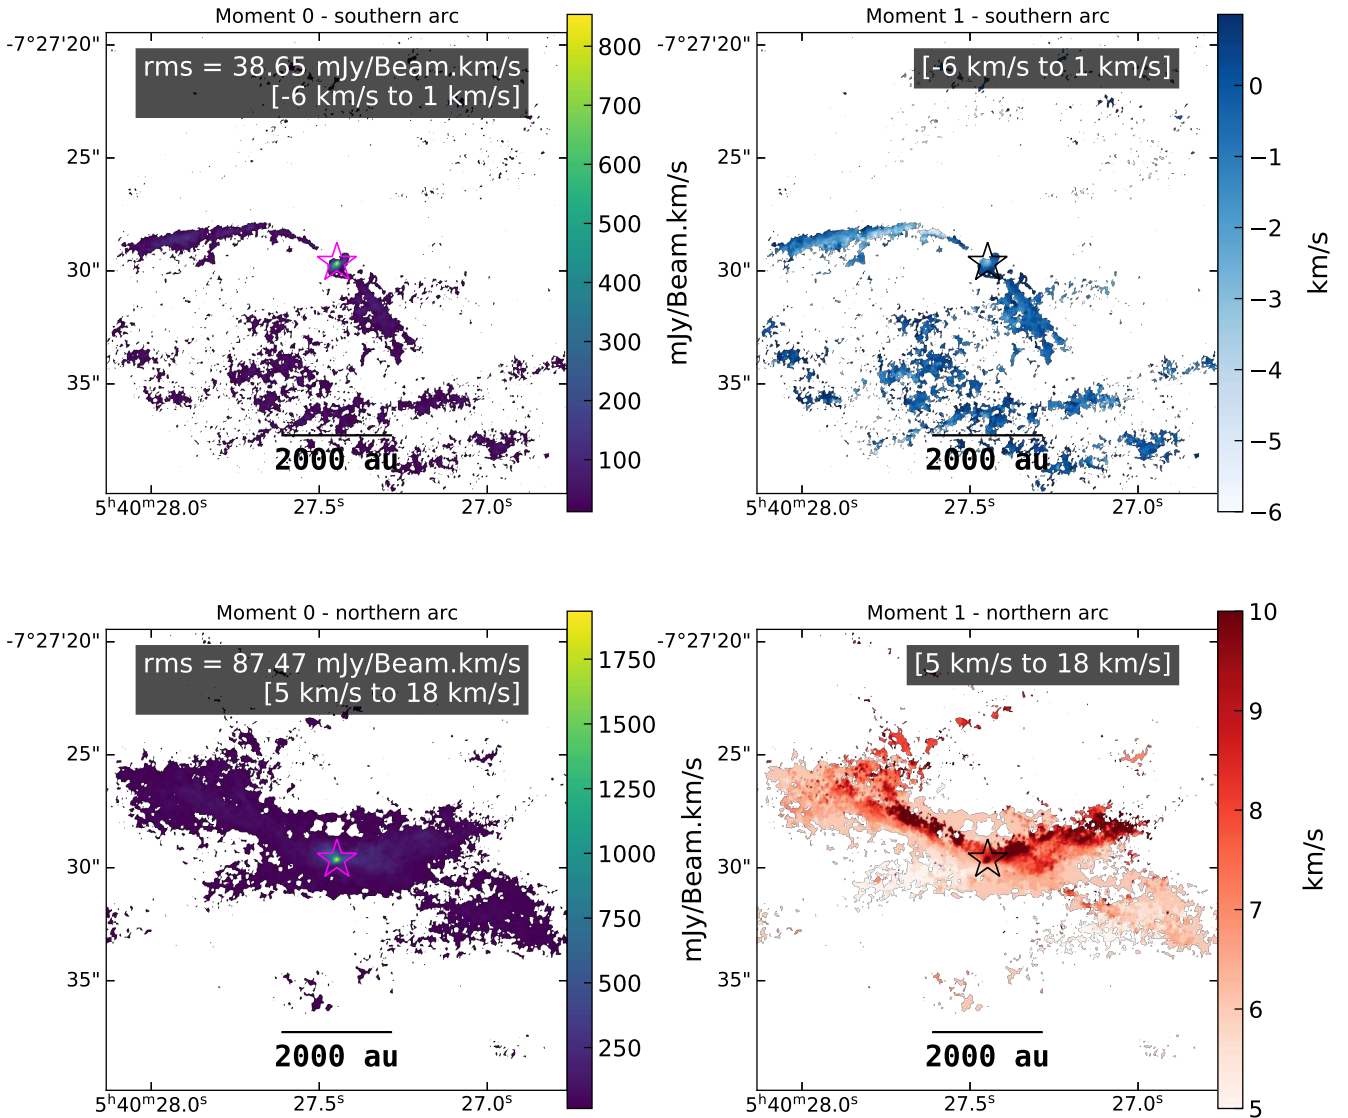 Moment 0 - southern arc
rms = 38.65 mJy/Beam.km/s
[-6 km/s to 1 km/s]
-7°27'20"
25"
30"
35"
2000 au
5ʰ40ᵐ28.0ˢ
27.5ˢ
27.0ˢ
800
700
600
500
400
300
200
100
mJy/Beam.km/s
Moment 1 - southern arc
[-6 km/s to 1 km/s]
-7°27'20"
25"
30"
35"
2000 au
5ʰ40ᵐ28.0ˢ
27.5ˢ
27.0ˢ
0
−1
−2
−3
−4
−5
−6
km/s
Moment 0 - northern arc
rms = 87.47 mJy/Beam.km/s
[5 km/s to 18 km/s]
-7°27'20"
25"
30"
35"
2000 au
5ʰ40ᵐ28.0ˢ
27.5ˢ
27.0ˢ
1750
1500
1250
1000
750
500
250
mJy/Beam.km/s
Moment 1 - northern arc
[5 km/s to 18 km/s]
-7°27'20"
25"
30"
35"
2000 au
5ʰ40ᵐ28.0ˢ
27.5ˢ
27.0ˢ
10
9
8
7
6
5
km/s